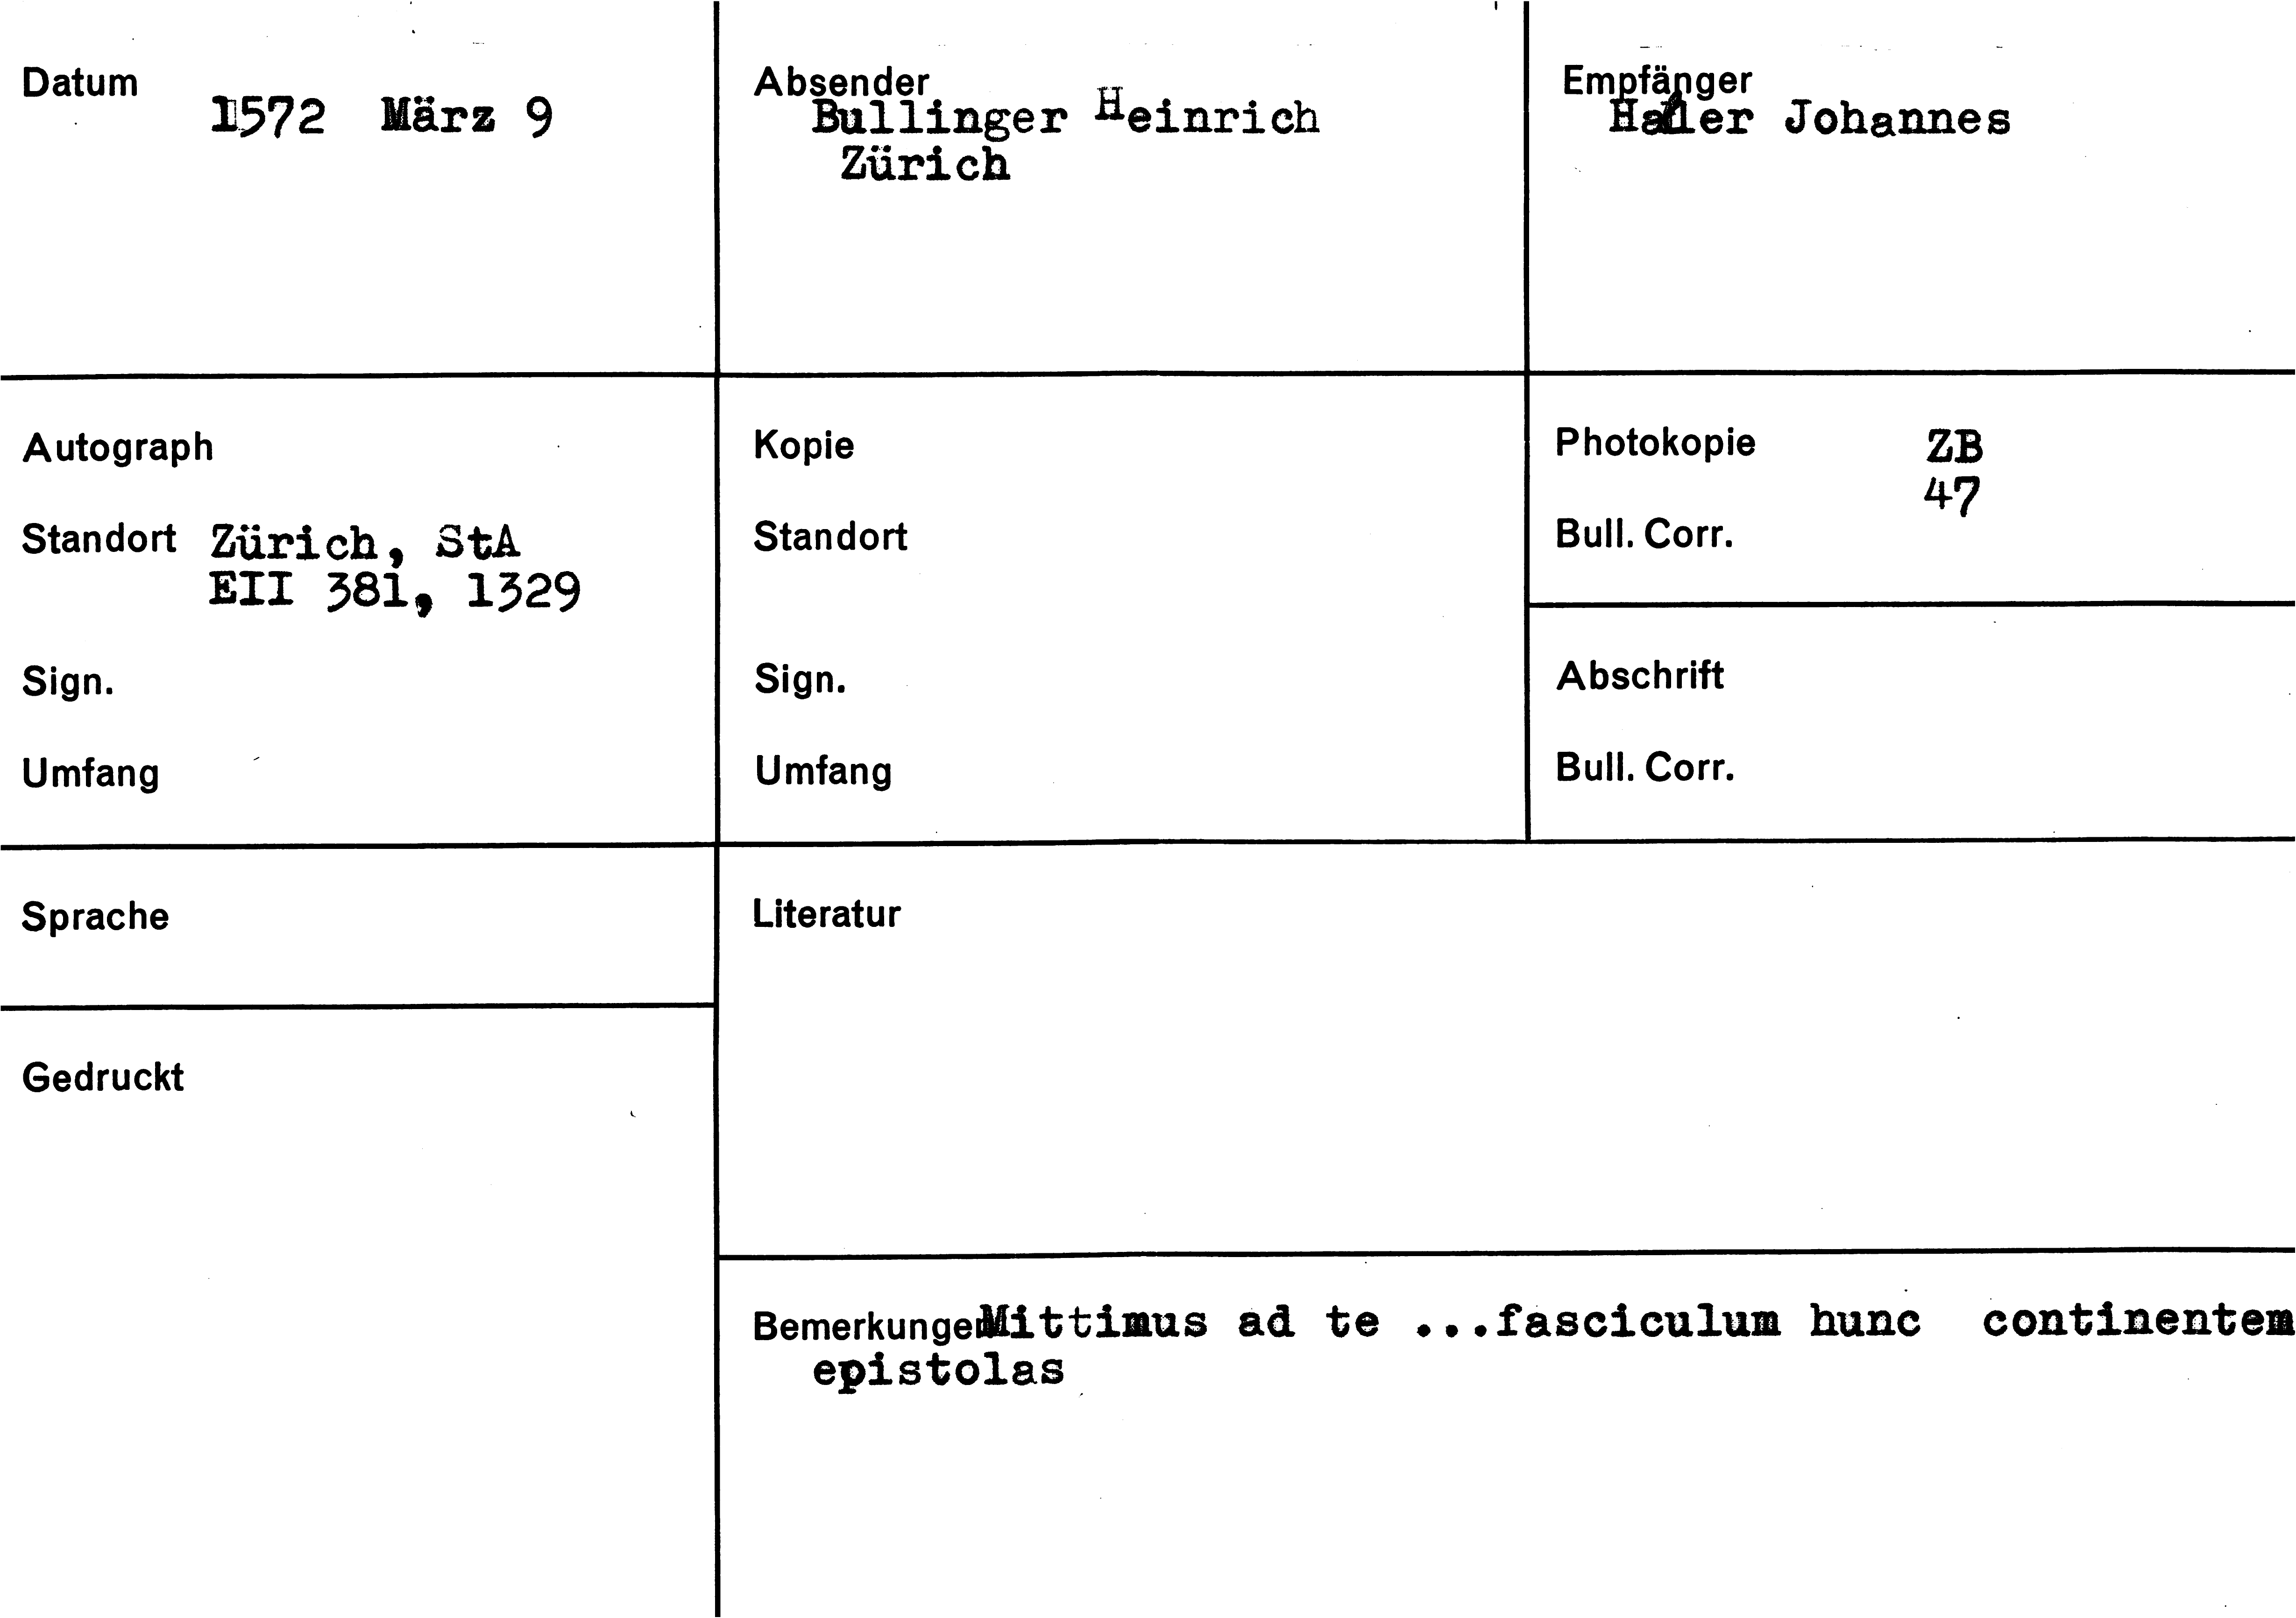 Datum
1572 März 9
Absender
Bullinger Heinrich
Zürich
Empfänger
Haller Johannes
Autograph
Standort Zürich, StA
EII 381, 1329
Sign.
Umfang
Kopie
Standort
Sign.
Umfang
Photokopie ZB
47
Bull. Corr.
Abschrift
Bull. Corr.
Sprache
Gedruckt
Literatur
Bemerkungen Mittimus ad te ...fasciculum hunc continentem
epistolas